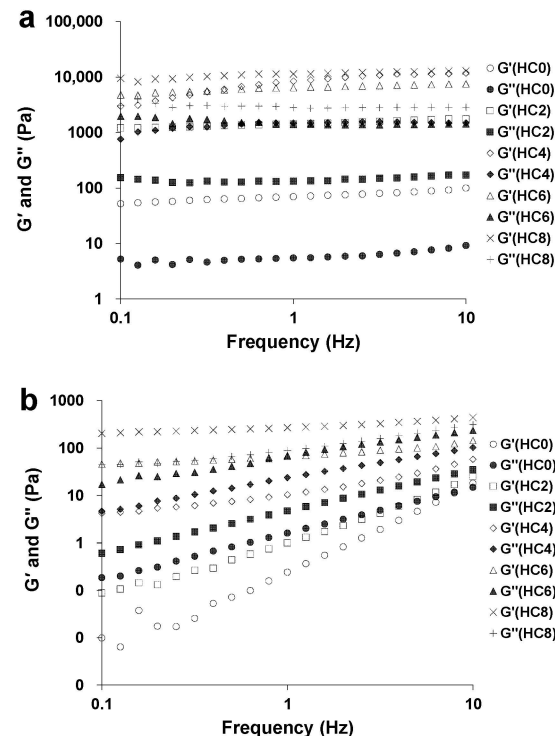 a
100,000
10,000
1000
100
10
1
G′ and G″ (Pa)
0.1
1
10
Frequency (Hz)
G'(HC0)
G"(HC0)
G'(HC2)
G"(HC2)
G'(HC4)
G"(HC4)
G'(HC6)
G"(HC6)
G'(HC8)
G"(HC8)
b
1000
100
10
1
0
0
G′ and G″ (Pa)
0.1
1
10
Frequency (Hz)
G'(HC0)
G"(HC0)
G'(HC2)
G"(HC2)
G'(HC4)
G"(HC4)
G'(HC6)
G"(HC6)
G'(HC8)
G"(HC8)